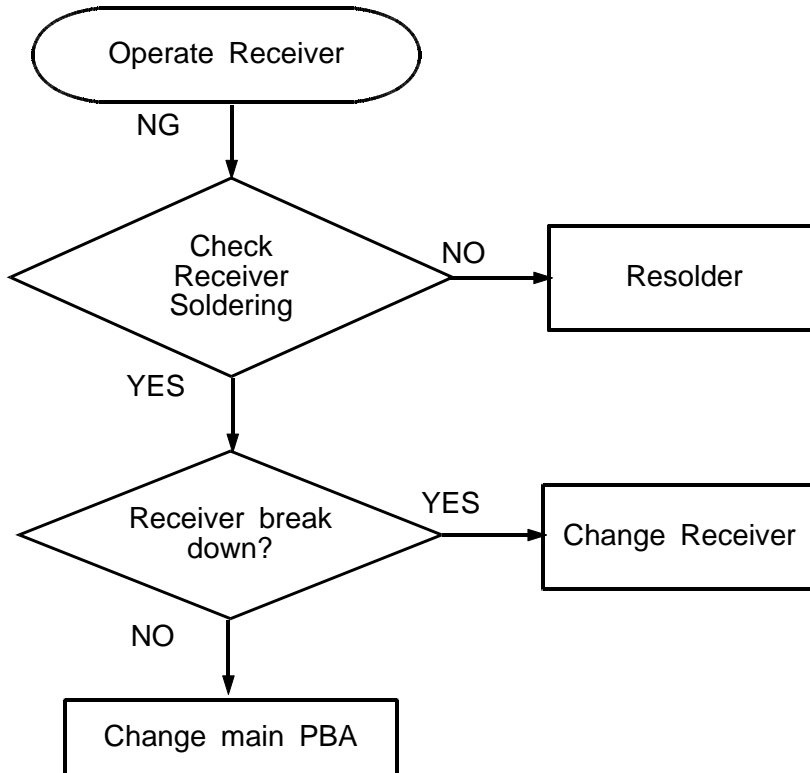 Operate Receiver
NG
Check
Receiver
Soldering
NO
Resolder
YES
Receiver break
down?
YES
Change Receiver
NO
Change main PBA